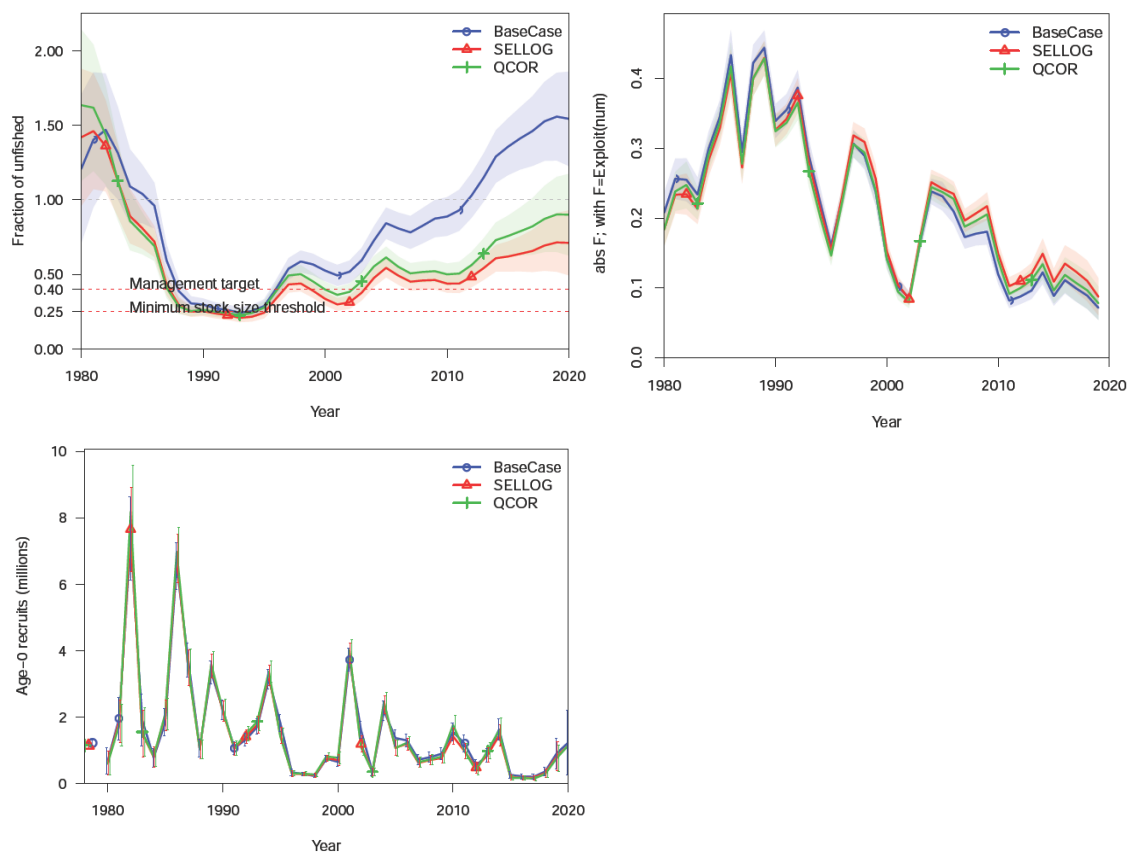 2.00
1.50
1.00
0.50
0.40
0.25
0.00
Fraction of unfinished
BaseCase
SELLOG
QCOR
Management target
Minimum stock size threshold
1980
1990
2000
2010
2020
Year
0.4
0.3
0.2
0.1
0.0
abs F; with F=Exploit(num)
BaseCase
SELLOG
QCOR
1980
1990
2000
2010
2020
Year
10
8
6
4
2
0
Age-0 recruits (millions)
BaseCase
SELLOG
QCOR
1980
1990
2000
2010
2020
Year